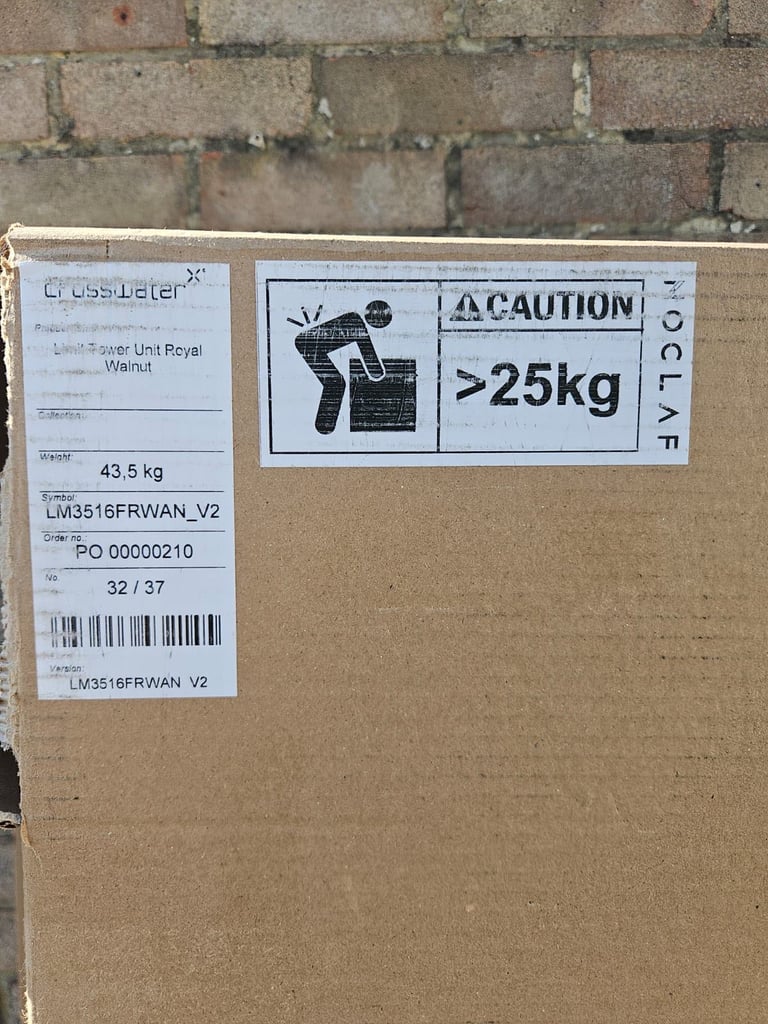 crosswater
Limit Tower Unit Royal
Walnut
Collection:
Weight:
43,5 kg
Symbol:
LM3516FRWAN_V2
Order no.:
PO 00000210
No.
32 / 37
Version:
LM3516FRWAN V2
CAUTION
>25kg
NOCLAF